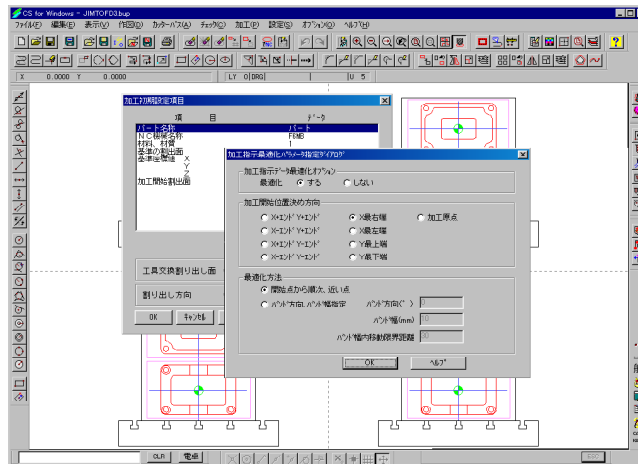 CS for Windows - JIMTOFD3.bup
ファイル(F) 編集(E) 表示(V) 作図(D) カッターパス(A) チェック(C) 加工(P) 設定(S) オプション(O) ヘルプ(H)
X 0.0000 Y 0.0000 LY 0|ORG| |U 5
加工初期設定項目
項 目 データ
パート名称 パート
NC機械名称 F6MB
材料、材質 1
基準の割出面
基準座標値 X
Y
Z
加工開始割出面
工具交換割り出し面
割り出し方向
OK キャンセル
加工指示最適化パラメータ指定ダイアログ
加工指示データ最適化オプション
最適化 する しない
加工開始位置決め方向
X+エンド Y+エンド X最右端 加工原点
X-エンド Y+エンド X最左端
X-エンド Y-エンド Y最上端
X+エンド Y-エンド Y最下端
最適化方法
開始点から順次、近い点
バンド方向、バンド幅指定 バンド方向(°) 0
バンド幅(mm) 10
バンド幅内移動限界距離 30
OK ヘルプ
CLR 電卓 ESC